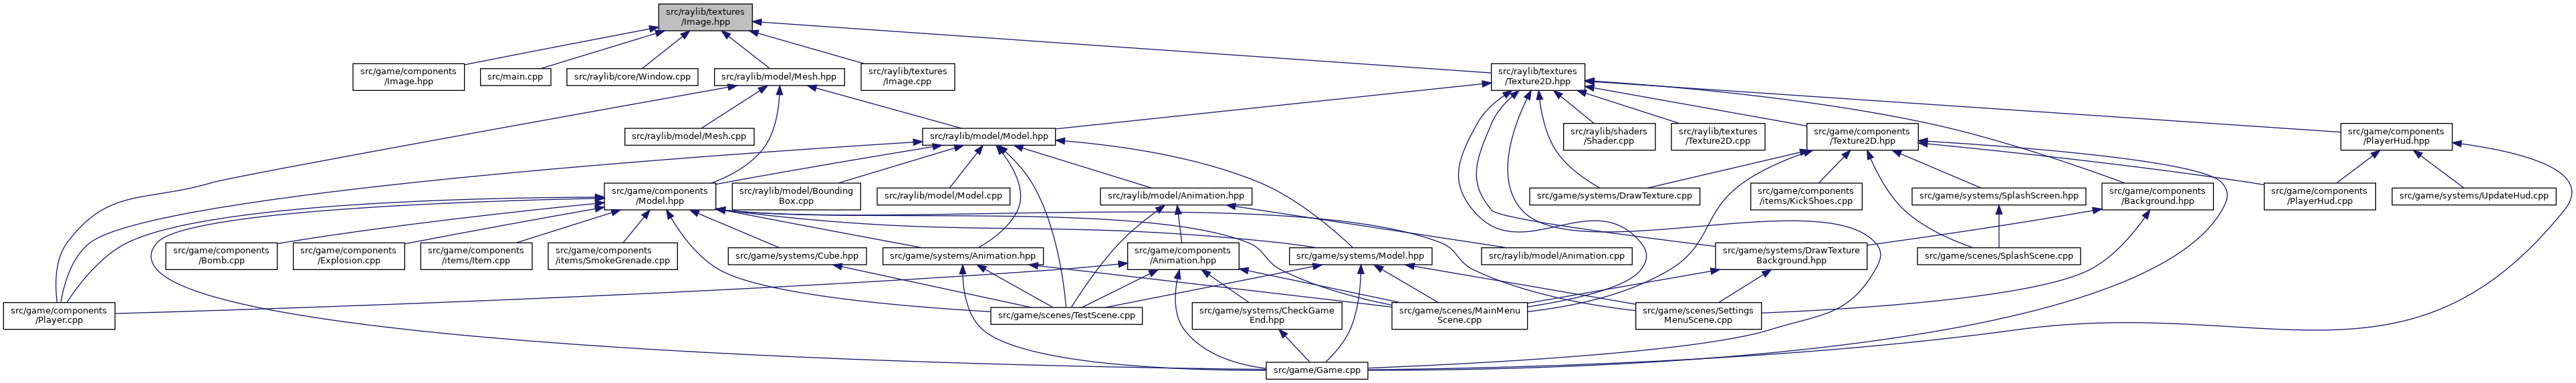 src/raylib/textures
/Image.hpp
src/game/components
/Image.hpp
src/main.cpp
src/raylib/core/Window.cpp
src/raylib/model/Mesh.hpp
src/raylib/textures
/Image.cpp
src/raylib/textures
/Texture2D.hpp
src/raylib/model/Mesh.cpp
src/raylib/model/Model.hpp
src/raylib/shaders
/Shader.cpp
src/raylib/textures
/Texture2D.cpp
src/game/components
/Texture2D.hpp
src/game/components
/PlayerHud.hpp
src/game/components
/Model.hpp
src/raylib/model/Bounding
Box.cpp
src/raylib/model/Model.cpp
src/raylib/model/Animation.hpp
src/game/systems/DrawTexture.cpp
src/game/components
/items/KickShoes.cpp
src/game/systems/SplashScreen.hpp
src/game/components
/Background.hpp
src/game/components
/PlayerHud.cpp
src/game/systems/UpdateHud.cpp
src/game/components
/Bomb.cpp
src/game/components
/Explosion.cpp
src/game/components
/items/Item.cpp
src/game/components
/items/SmokeGrenade.cpp
src/game/systems/Cube.hpp
src/game/systems/Animation.hpp
src/game/components
/Animation.hpp
src/game/systems/Model.hpp
src/raylib/model/Animation.cpp
src/game/systems/DrawTexture
Background.hpp
src/game/scenes/SplashScene.cpp
src/game/components
/Player.cpp
src/game/scenes/TestScene.cpp
src/game/systems/CheckGame
End.hpp
src/game/scenes/MainMenu
Scene.cpp
src/game/scenes/Settings
MenuScene.cpp
src/game/Game.cpp